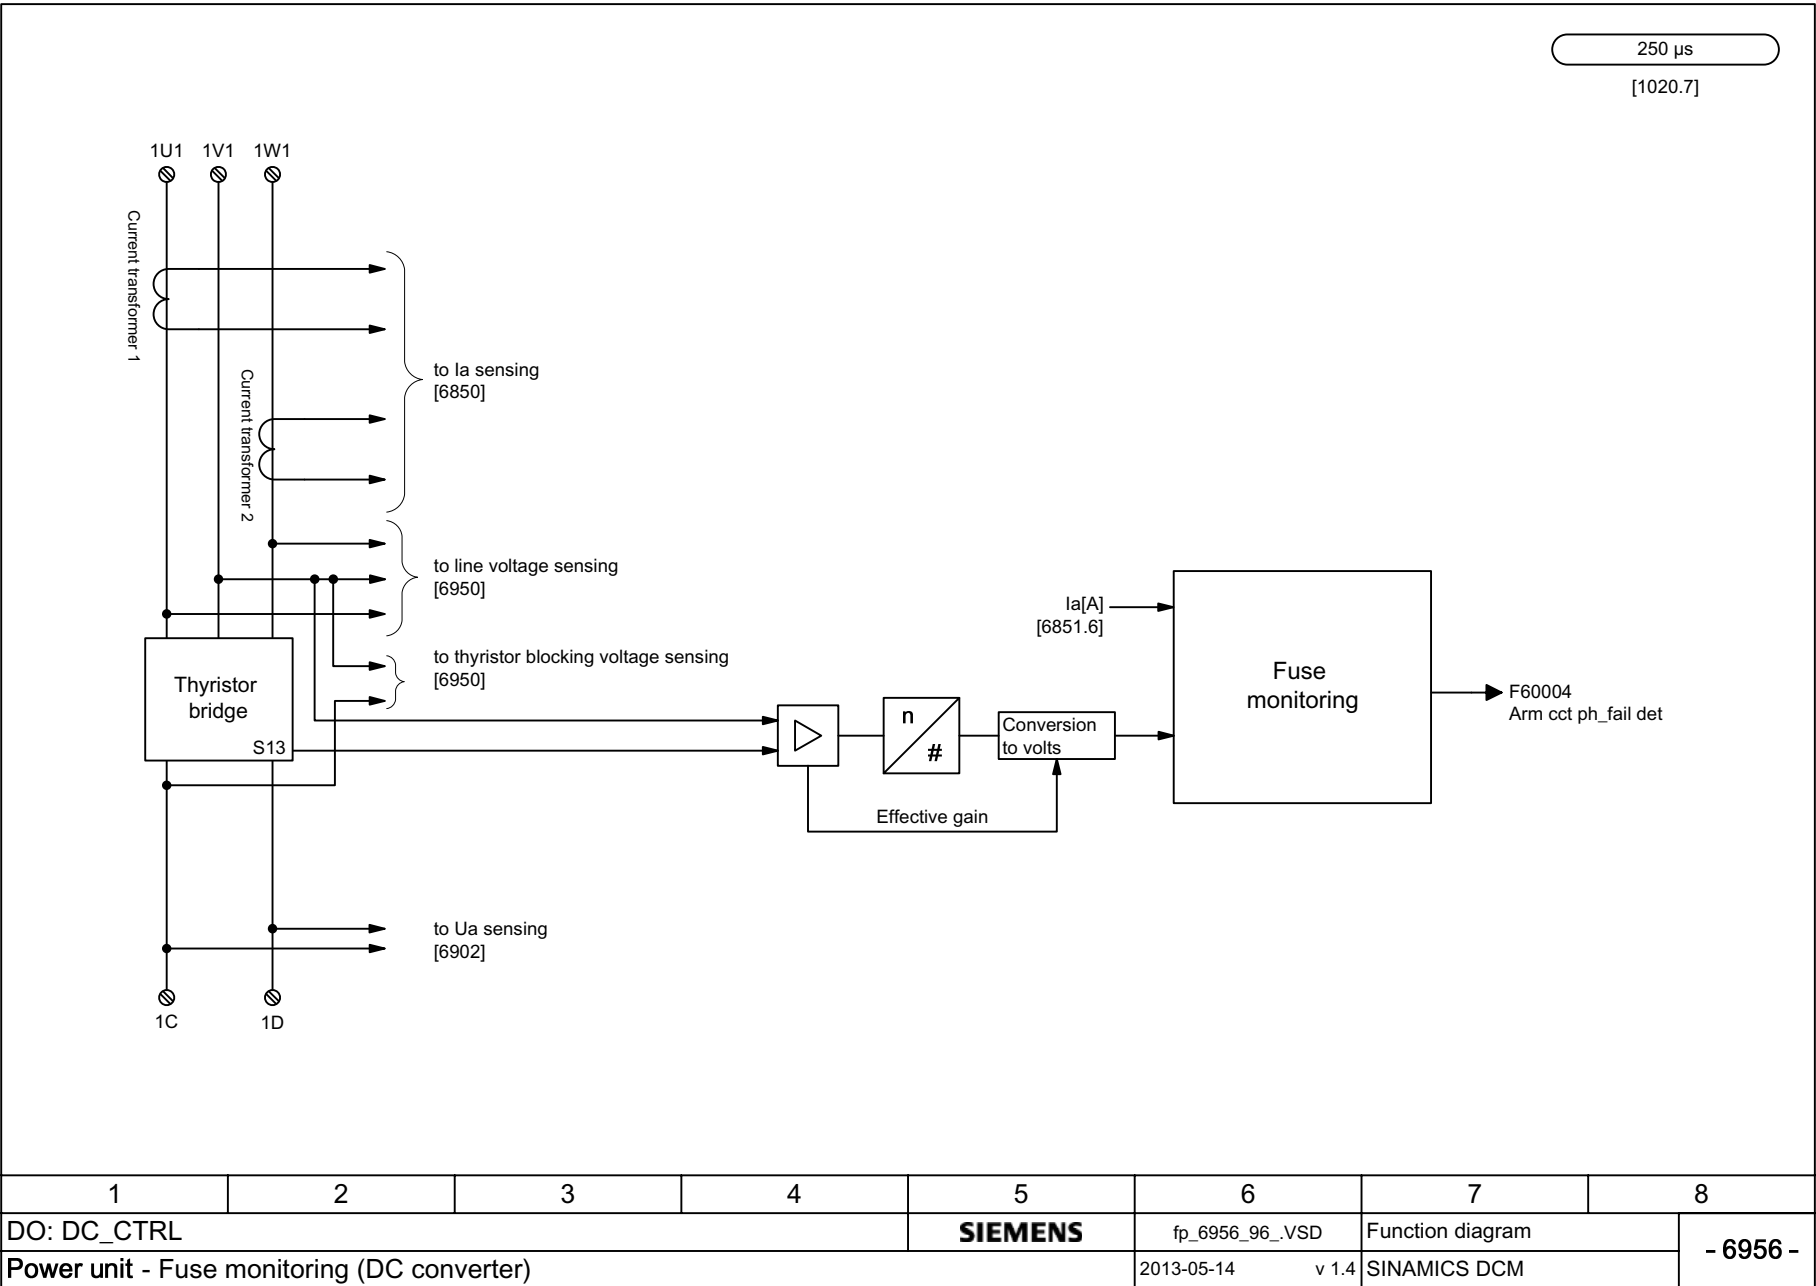 250 µs
[1020.7]
1U1 1V1 1W1
Current transformer 1
to Ia sensing
[6850]
Current transformer 2
to line voltage sensing
[6950]
Ia[A]
[6851.6]
to thyristor blocking voltage sensing
[6950]
Thyristor
bridge
S13
n
#
Conversion
to volts
Fuse
monitoring
F60004
Arm cct ph_fail det
Effective gain
to Ua sensing
[6902]
1C 1D
1 2 3 4 5 6 7 8
DO: DC_CTRL SIEMENS fp_6956_96_.VSD Function diagram
- 6956 -
Power unit - Fuse monitoring (DC converter) 2013-05-14 v 1.4 SINAMICS DCM